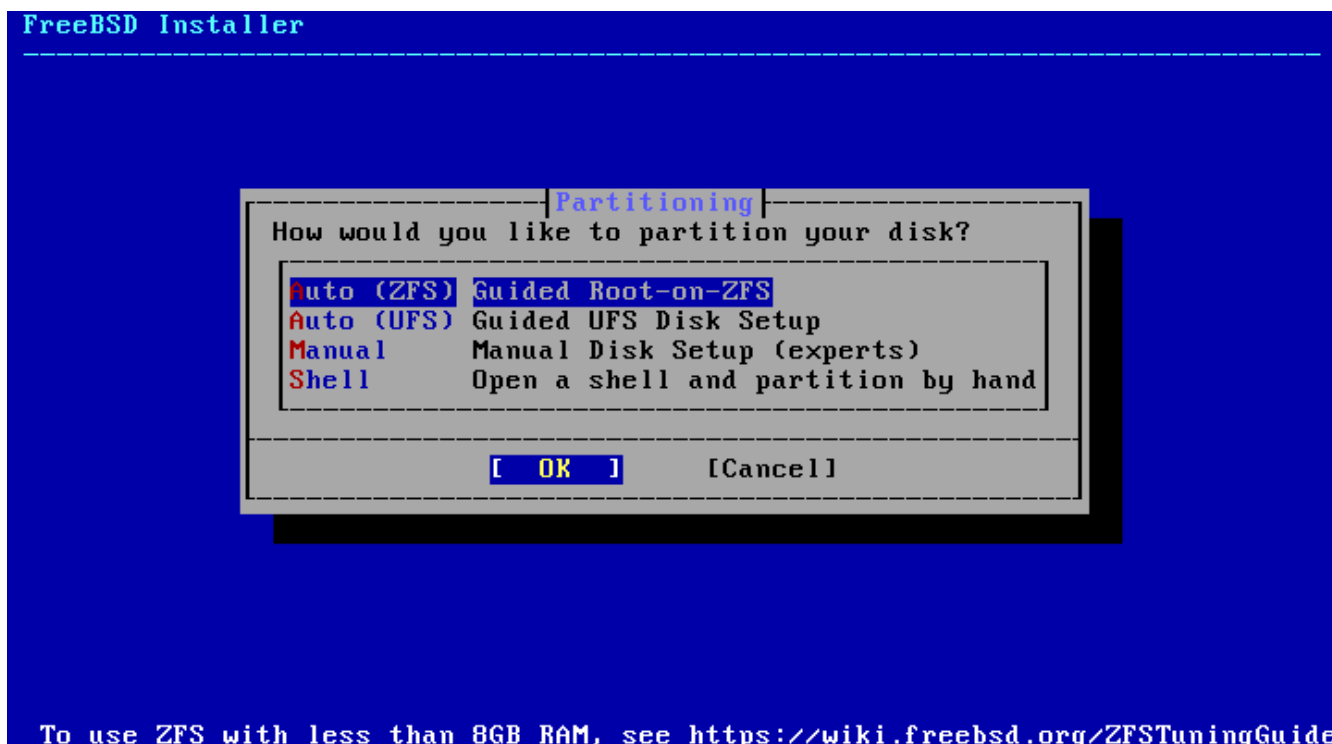 FreeBSD Installer
Partitioning
How would you like to partition your disk?
Auto (ZFS) Guided Root-on-ZFS
Auto (UFS) Guided UFS Disk Setup
Manual Manual Disk Setup (experts)
Shell Open a shell and partition by hand
[ OK ] [Cancel]
To use ZFS with less than 8GB RAM, see https://wiki.freebsd.org/ZFSTuningGuide